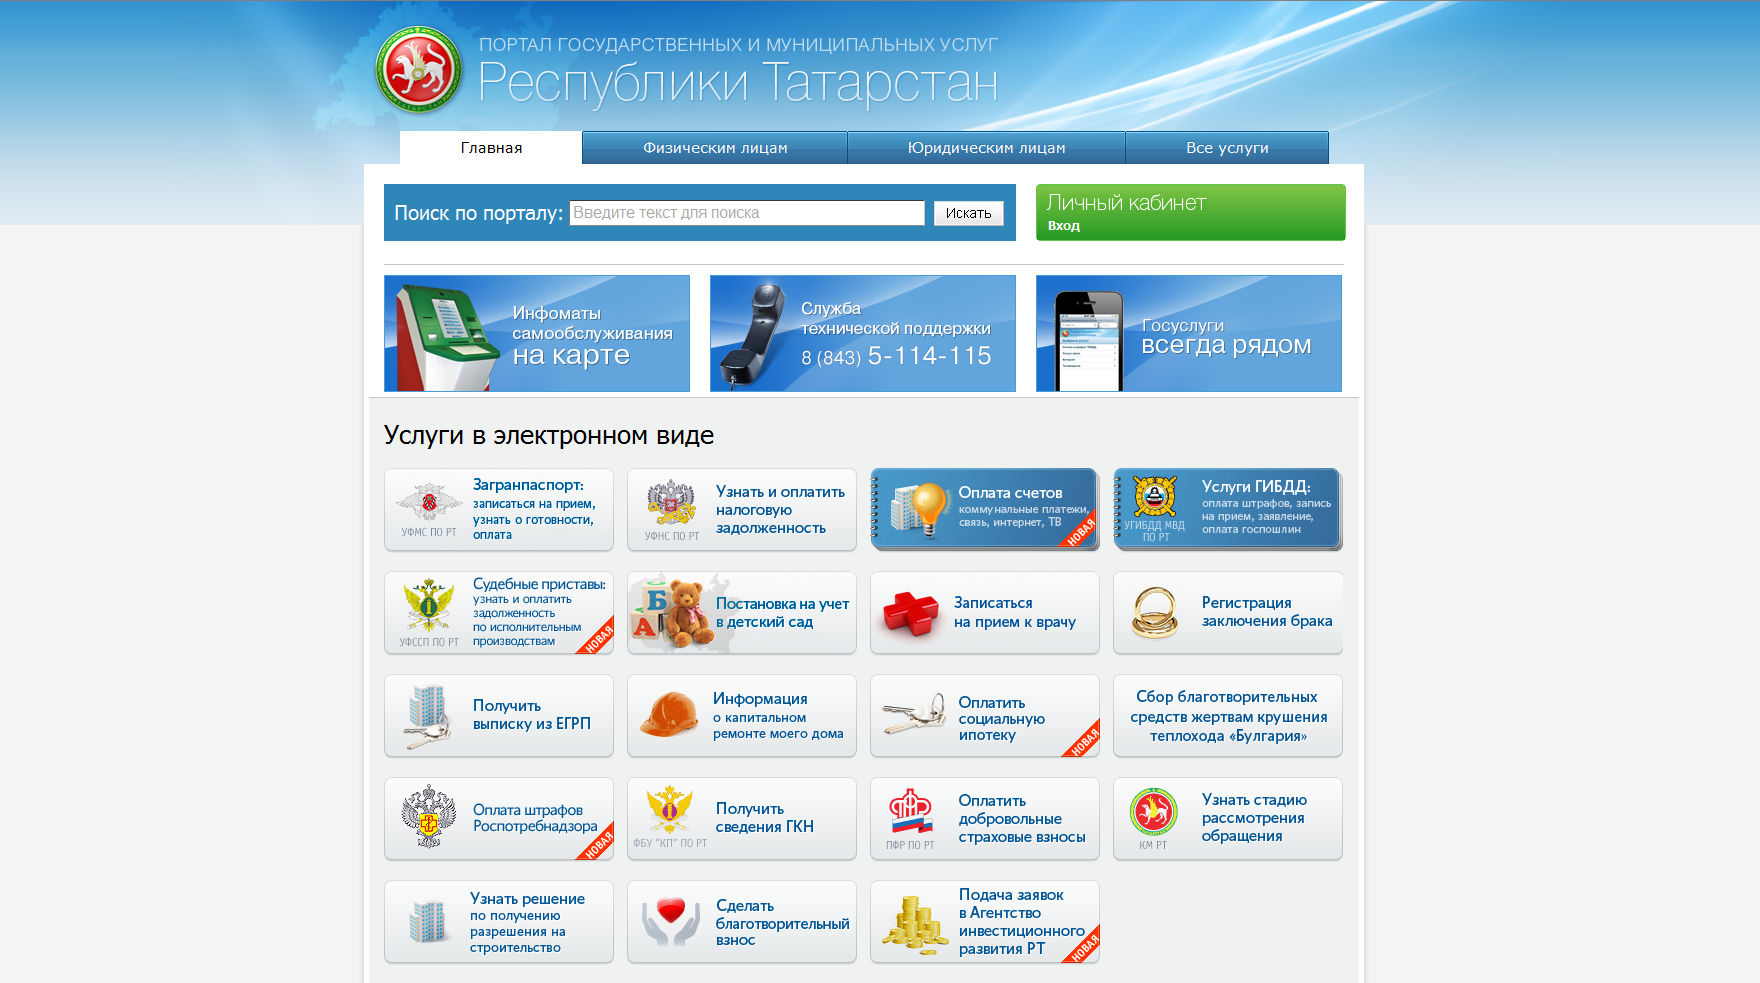 ПОРТАЛ ГОСУДАРСТВЕННЫХ И МУНИЦИПАЛЬНЫХ УСЛУГ
Республики Татарстан
ТАТАРСТАН
Главная
Физическим лицам
Юридическим лицам
Все услуги
Поиск по порталу:
Введите текст для поиска
Искать
Личный кабинет
Вход
Инфоматы
самообслуживания
на карте
Служба
технической поддержки
8 (843) 5-114-115
Госуслуги
всегда рядом
Услуги в электронном виде
УФМС ПО РТ
Загранпаспорт:
записаться на прием,
узнать о готовности,
оплата
УФНС ПО РТ
Узнать и оплатить
налоговую
задолженность
Оплата счетов
коммунальные платежи,
связь, интернет, ТВ
НОВАЯ
УГИБДД МВД
ПО РТ
Услуги ГИБДД:
оплата штрафов, запись
на прием, заявление,
оплата госпошлин
УФССП ПО РТ
Судебные приставы:
узнать и оплатить
задолженность
по исполнительным
производствам
НОВАЯ
Б
А
Постановка на учет
в детский сад
Записаться
на прием к врачу
Регистрация
заключения брака
Получить
выписку из ЕГРП
Информация
о капитальном
ремонте моего дома
Оплатить
социальную
ипотеку
НОВАЯ
Сбор благотворительных
средств жертвам крушения
теплохода «Булгария»
Оплата штрафов
Роспотребнадзора
НОВАЯ
ФБУ "КП" ПО РТ
Получить
сведения ГКН
ПФР ПО РТ
Оплатить
добровольные
страховые взносы
КМ РТ
Узнать стадию
рассмотрения
обращения
Узнать решение
по получению
разрешения на
строительство
Сделать
благотворительный
взнос
Подача заявок
в Агентство
инвестиционного
развития РТ
НОВАЯ